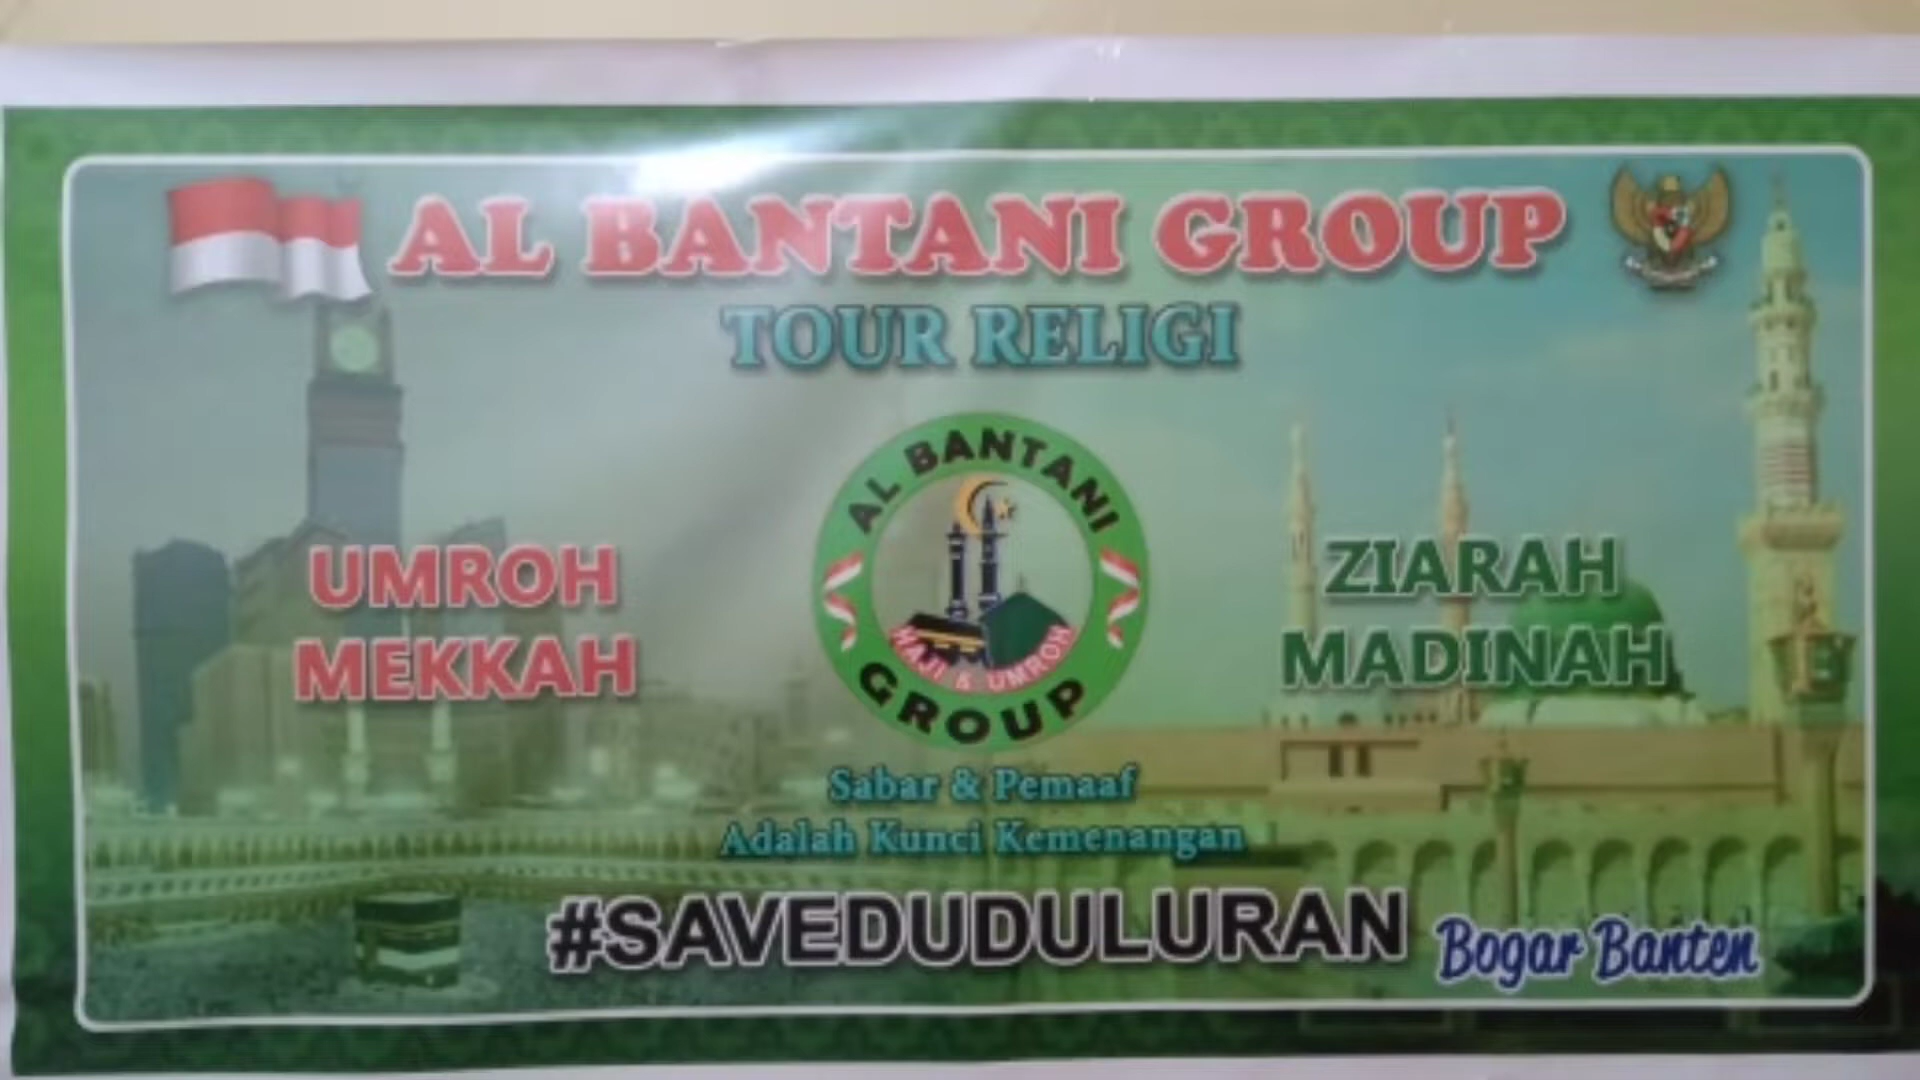 AL BANTANI GROUP
TOUR RELIGI
AL BANTANI
HAJI & UMROH
GROUP
UMROH
MEKKAH
ZIARAH
MADINAH
Sabar & Pemaaf
Adalah Kunci Kemenangan
#SAVEDUDULURAN
Bogar Banten